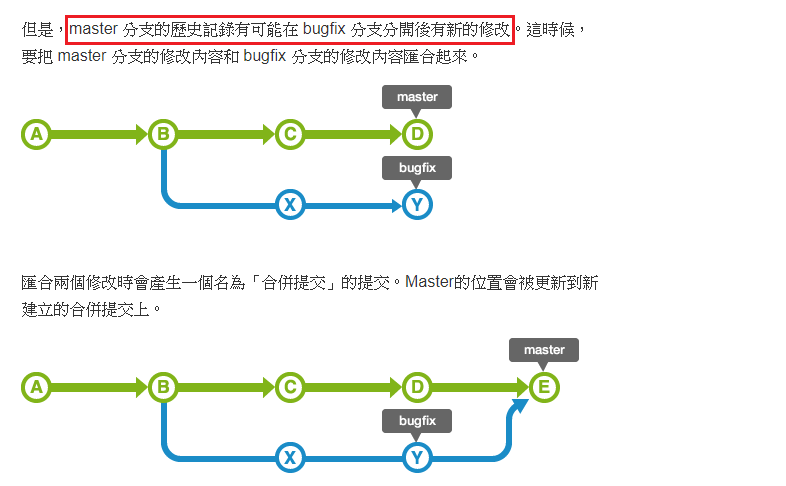 但是，master 分支的歷史記錄有可能在 bugfix 分支分開後有新的修改。這時候，
要把 master 分支的修改內容和 bugfix 分支的修改內容匯合起來。
master
A B C D
bugfix
X Y
匯合兩個修改時會產生一個名為「合併提交」的提交。Master的位置會被更新到新
建立的合併提交上。
master
A B C D E
bugfix
X Y